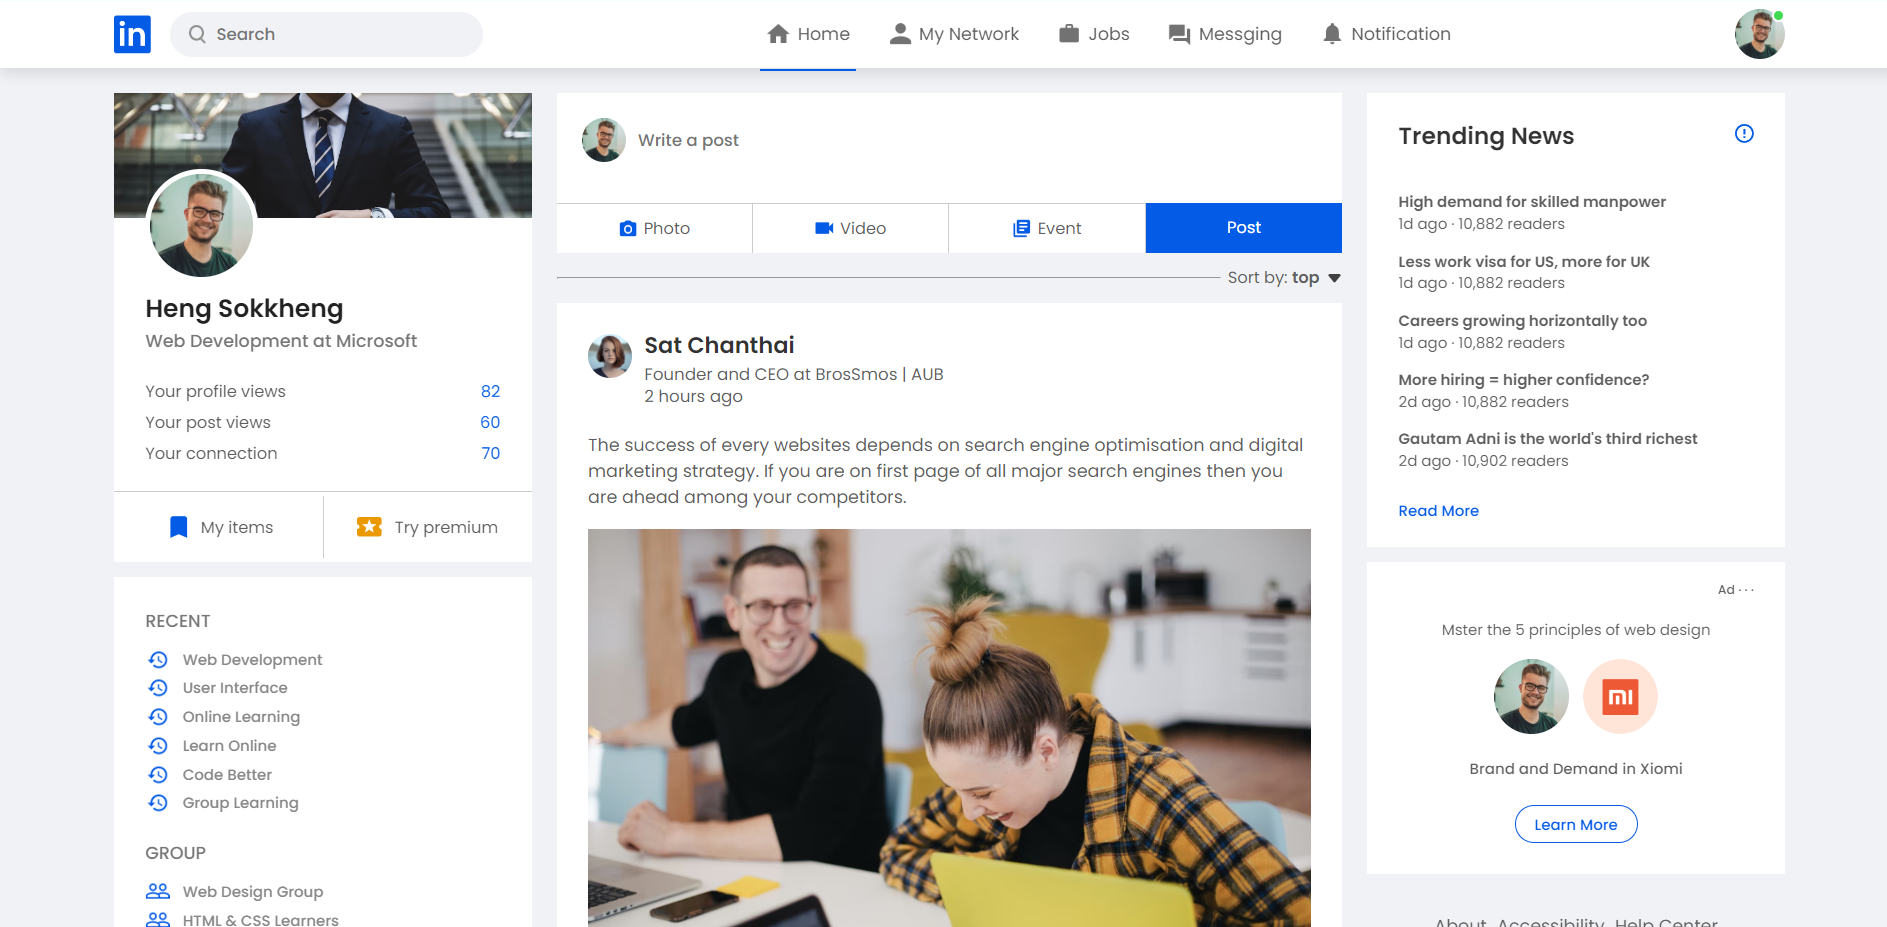 in
Search
Home
My Network
Jobs
Messging
Notification
Heng Sokkheng
Web Development at Microsoft
Your profile views 82
Your post views 60
Your connection 70
My items
Try premium
RECENT
Web Development
User Interface
Online Learning
Learn Online
Code Better
Group Learning
GROUP
Web Design Group
HTML & CSS Learners
Write a post
Photo
Video
Event
Post
Sort by: top
Sat Chanthai
Founder and CEO at BrosSmos | AUB
2 hours ago
The success of every websites depends on search engine optimisation and digital
marketing strategy. If you are on first page of all major search engines then you
are ahead among your competitors.
Trending News
High demand for skilled manpower
1d ago · 10,882 readers
Less work visa for US, more for UK
1d ago · 10,882 readers
Careers growing horizontally too
1d ago · 10,882 readers
More hiring = higher confidence?
2d ago · 10,882 readers
Gautam Adni is the world's third richest
2d ago · 10,902 readers
Read More
Ad · · ·
Mster the 5 principles of web design
mi
Brand and Demand in Xiomi
Learn More
About Accessibility Help Center